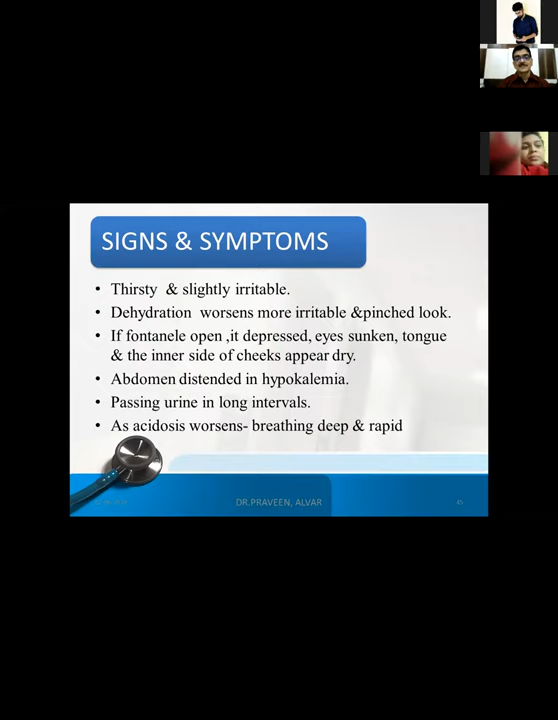 SIGNS & SYMPTOMS
• Thirsty & slightly irritable.
• Dehydration worsens more irritable &pinched look.
• If fontanele open ,it depressed, eyes sunken, tongue
& the inner side of cheeks appear dry.
• Abdomen distended in hypokalemia.
• Passing urine in long intervals.
• As acidosis worsens- breathing deep & rapid
DR.PRAVEEN, ALVAR
45